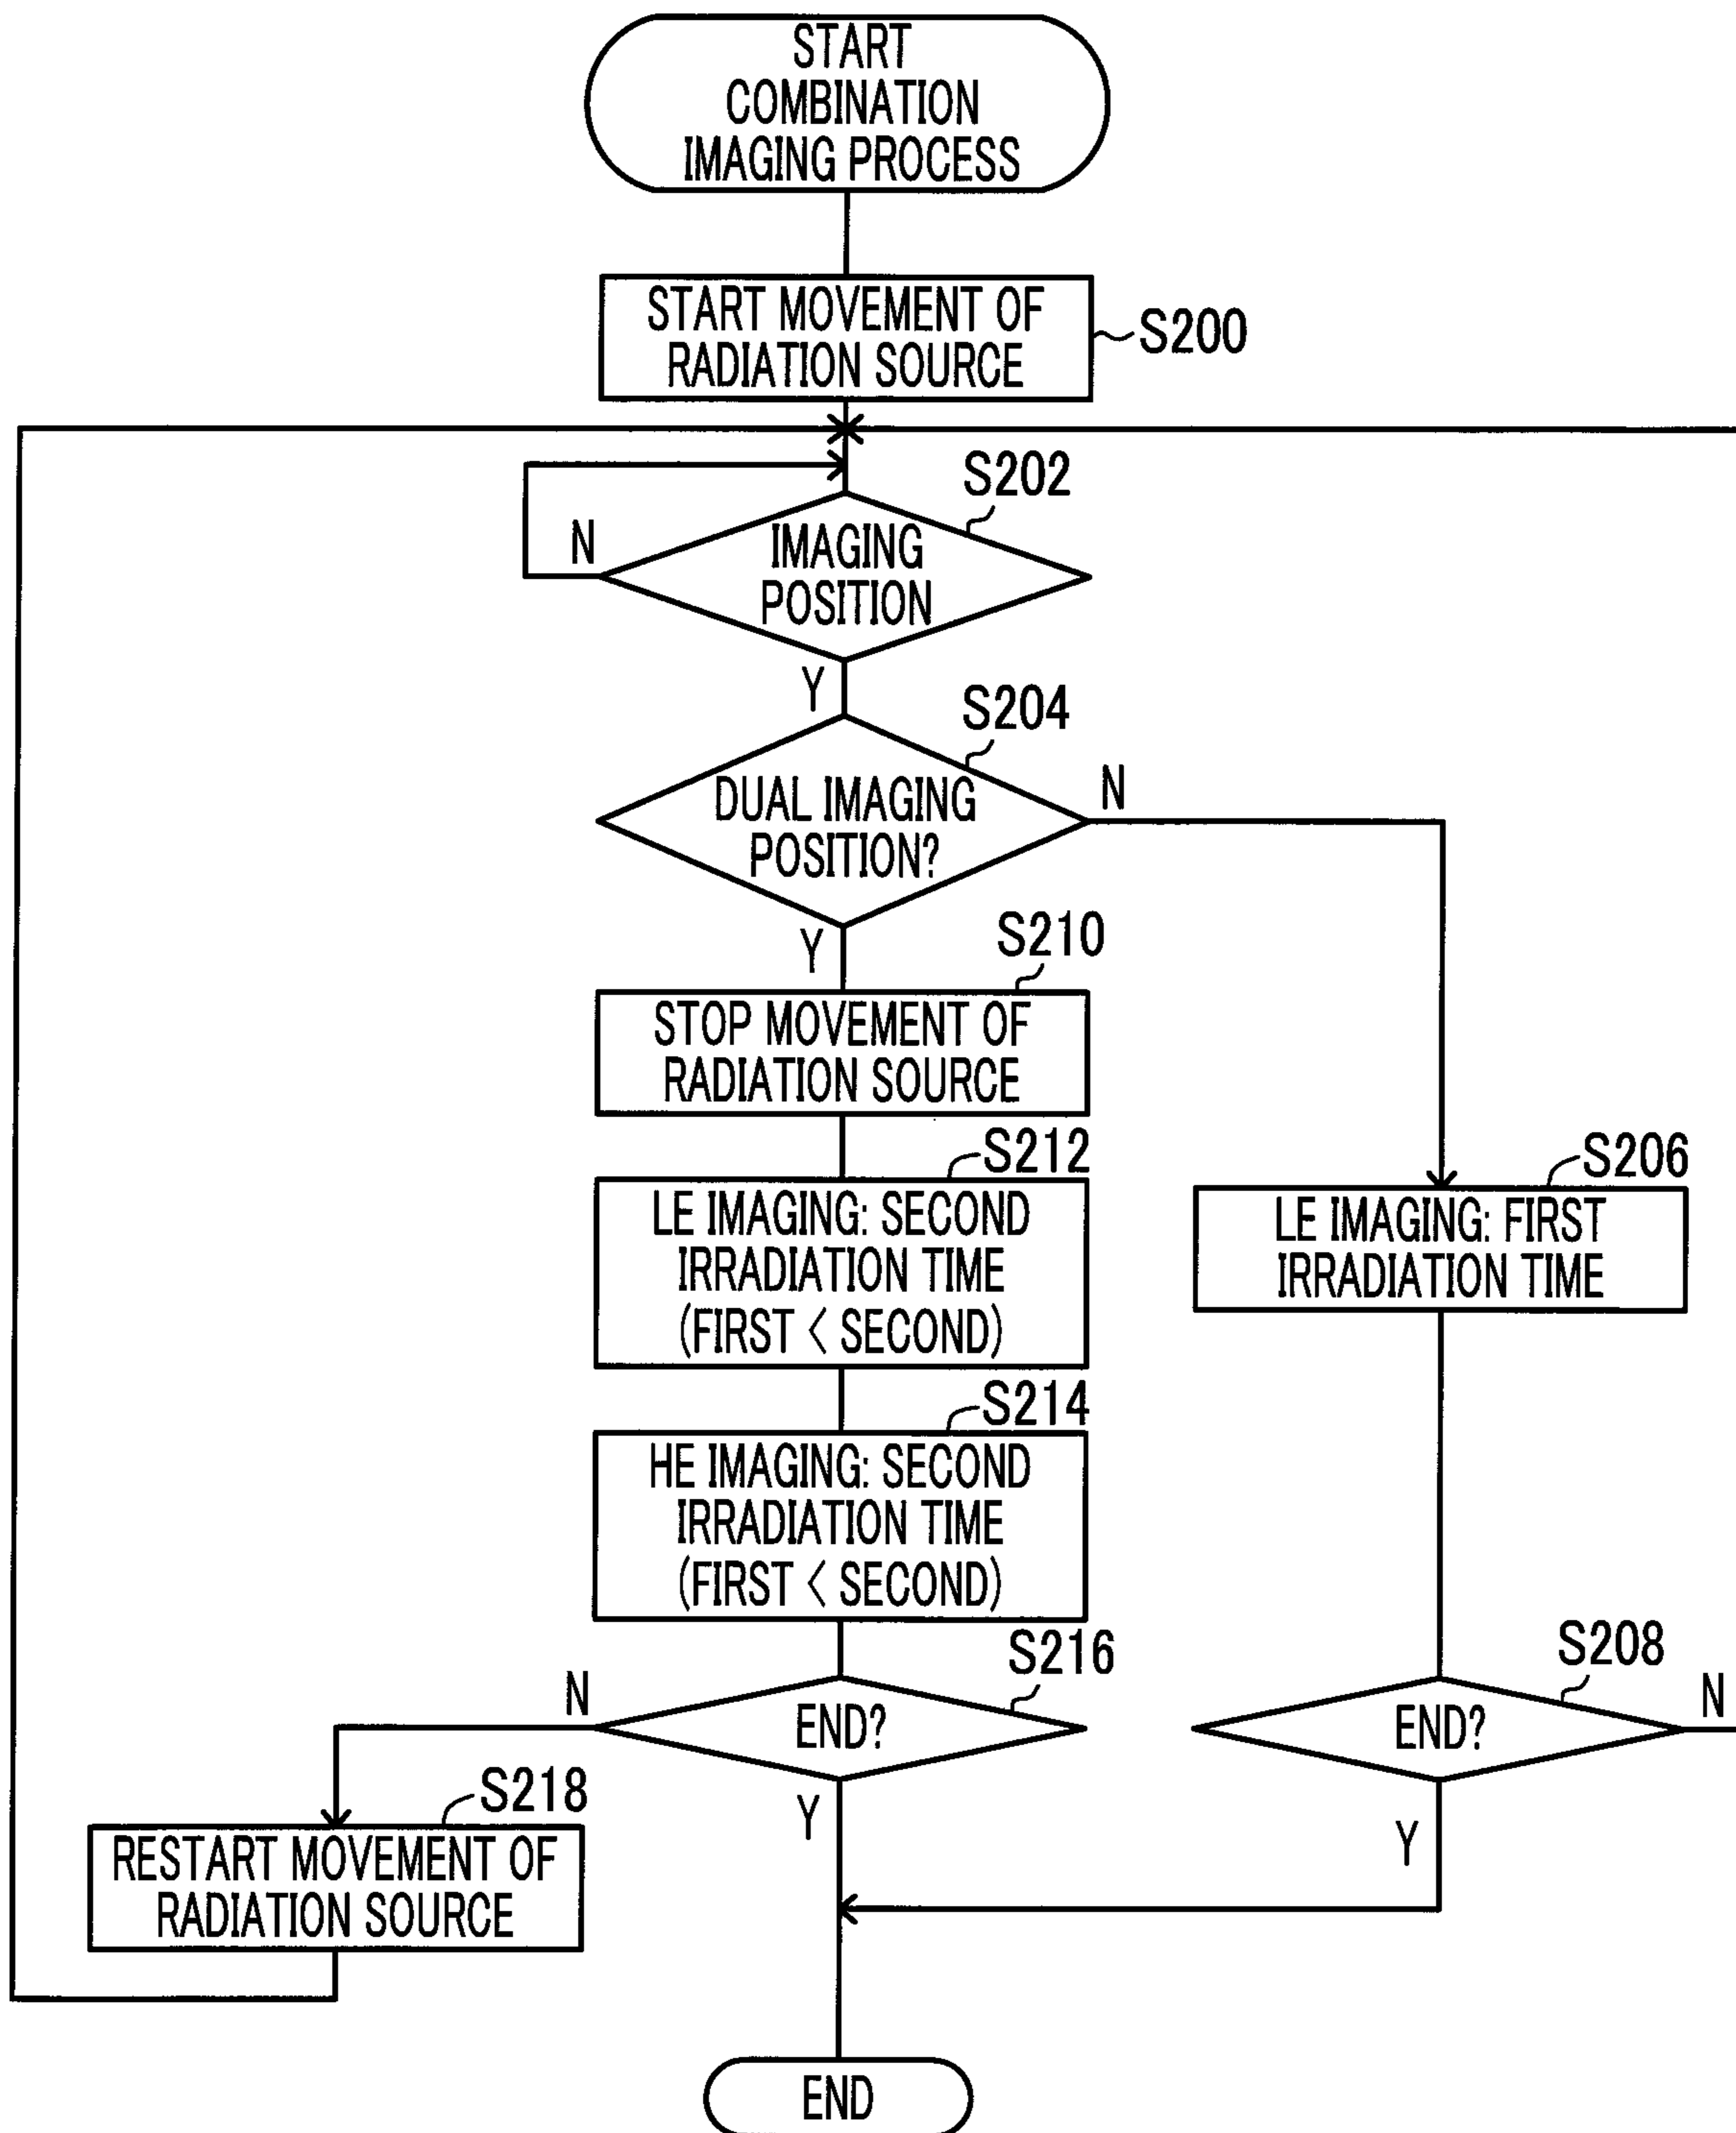 START
COMBINATION
IMAGING PROCESS
START MOVEMENT OF
RADIATION SOURCE
S200
S202
IMAGING
POSITION
N
Y
S204
DUAL IMAGING
POSITION?
N
Y
S210
STOP MOVEMENT OF
RADIATION SOURCE
S212
LE IMAGING: SECOND
IRRADIATION TIME
(FIRST < SECOND)
S206
LE IMAGING: FIRST
IRRADIATION TIME
S214
HE IMAGING: SECOND
IRRADIATION TIME
(FIRST < SECOND)
S216
END?
N
Y
S208
END?
N
Y
S218
RESTART MOVEMENT OF
RADIATION SOURCE
END